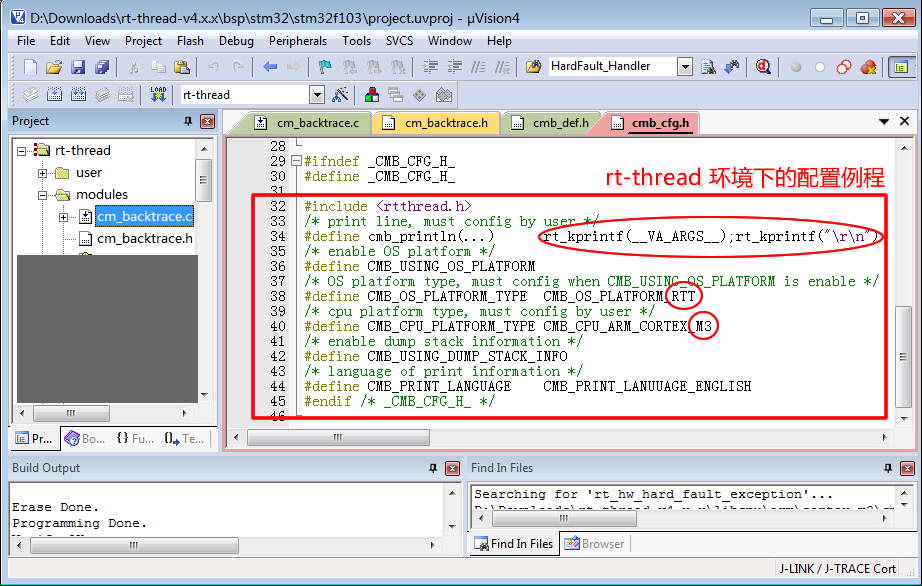 D:\Downloads\rt-thread-v4.x.x\bsp\stm32\stm32f103\project.uvproj - µVision4
File Edit View Project Flash Debug Peripherals Tools SVCS Window Help
HardFault_Handler
LOAD rt-thread
Project
cm_backtrace.c cm_backtrace.h cmb_def.h cmb_cfg.h
rt-thread
user
modules
cm_backtrace.c
cm_backtrace.h
rt-thread 环境下的配置例程
28
29 #ifndef _CMB_CFG_H_
30 #define _CMB_CFG_H_
31
32 #include <rtthread.h>
33 /* print line, must config by user */
34 #define cmb_println(...) rt_kprintf(__VA_ARGS__);rt_kprintf("\r\n")
35 /* enable OS platform */
36 #define CMB_USING_OS_PLATFORM
37 /* OS platform type, must config when CMB_USING_OS_PLATFORM is enable */
38 #define CMB_OS_PLATFORM_TYPE CMB_OS_PLATFORM_RTT
39 /* cpu platform type, must config by user */
40 #define CMB_CPU_PLATFORM_TYPE CMB_CPU_ARM_CORTEX_M3
41 /* enable dump stack information */
42 #define CMB_USING_DUMP_STACK_INFO
43 /* language of print information */
44 #define CMB_PRINT_LANGUAGE CMB_PRINT_LANUUAGE_ENGLISH
45 #endif /* _CMB_CFG_H_ */
46
Pr... Bo... {} Fu... Te...
Build Output
Erase Done.
Programming Done.
Find In Files
Searching for 'rt_hw_hard_fault_exception'...
Find In Files Browser
J-LINK / J-TRACE Cort